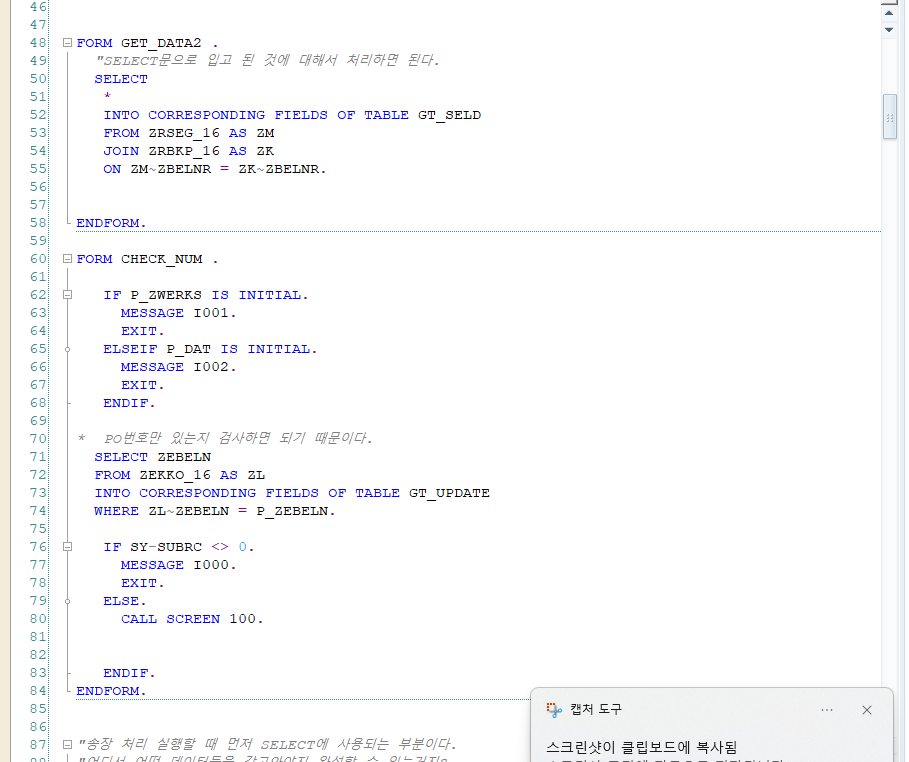 46
47
48 FORM GET_DATA2 .
49 "SELECT문으로 입고 된 것에 대해서 처리하면 된다.
50 SELECT
51 *
52 INTO CORRESPONDING FIELDS OF TABLE GT_SELD
53 FROM ZRSEG_16 AS ZM
54 JOIN ZRBKP_16 AS ZK
55 ON ZM~ZBELNR = ZK~ZBELNR.
56
57
58 ENDFORM.
59
60 FORM CHECK_NUM .
61
62 IF P_ZWERKS IS INITIAL.
63 MESSAGE I001.
64 EXIT.
65 ELSEIF P_DAT IS INITIAL.
66 MESSAGE I002.
67 EXIT.
68 ENDIF.
69
70 * PO번호만 있는지 검사하면 되기 때문이다.
71 SELECT ZEBELN
72 FROM ZEKKO_16 AS ZL
73 INTO CORRESPONDING FIELDS OF TABLE GT_UPDATE
74 WHERE ZL~ZEBELN = P_ZEBELN.
75
76 IF SY-SUBRC <> 0.
77 MESSAGE I000.
78 EXIT.
79 ELSE.
80 CALL SCREEN 100.
81
82
83 ENDIF.
84 ENDFORM.
85
86
87 "송장 처리 실행할 때 먼저 SELECT에 사용되는 부분이다.
88
캡처 도구
스크린샷이 클립보드에 복사됨